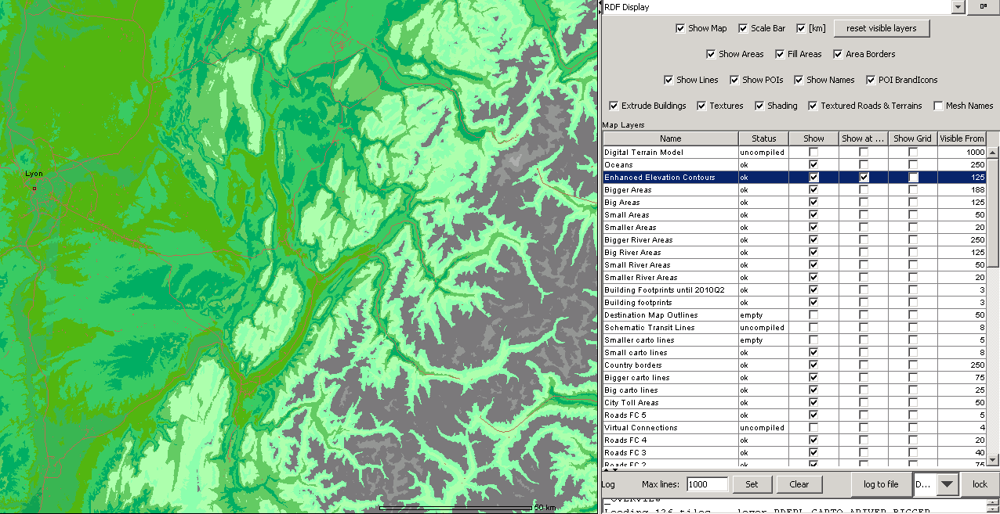 RDF Display
Show Map Scale Bar [km] reset visible layers
Show Areas Fill Areas Area Borders
Show Lines Show POIs Show Names POI BrandIcons
Extrude Buildings Textures Shading Textured Roads & Terrains Mesh Names
Map Layers
Name Status Show Show at ... Show Grid Visible From
Digital Terrain Model uncompiled 1000
Oceans ok 250
Enhanced Elevation Contours ok 125
Bigger Areas ok 188
Big Areas ok 125
Small Areas ok 50
Smaller Areas ok 20
Bigger River Areas ok 250
Big River Areas ok 125
Small River Areas ok 50
Smaller River Areas ok 20
Building Footprints until 2010Q2 ok 3
Building footprints ok 3
Destination Map Outlines empty 50
Schematic Transit Lines uncompiled 8
Smaller carto lines empty 5
Small carto lines ok 8
Country borders ok 250
Bigger carto lines ok 75
Big carto lines ok 25
City Toll Areas ok 50
Roads FC 5 ok 5
Virtual Connections uncompiled 4
Roads FC 4 ok 20
Roads FC 3 ok 40
Roads FC 2 ok 75
Log Max lines: 1000 Set Clear log to file D... lock
OVERVIEW
Lyon
50 km